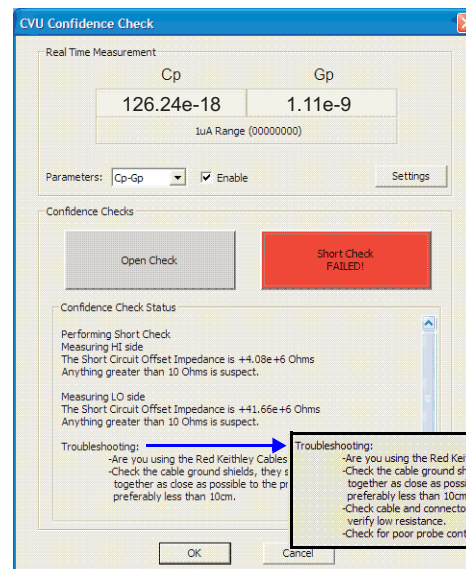 CVU Confidence Check
Real Time Measurement
Cp Gp
126.24e-18 1.11e-9
1uA Range (00000000)
Parameters: Cp-Gp Enable Settings
Confidence Checks
Open Check
Short Check
FAILED!
Confidence Check Status
Performing Short Check
Measuring HI side
The Short Circuit Offset Impedance is +4.08e+6 Ohms
Anything greater than 10 Ohms is suspect.
Measuring LO side
The Short Circuit Offset Impedance is +41.66e+6 Ohms
Anything greater than 10 Ohms is suspect.
Troubleshooting:
-Are you using the Red Keithley Cables
-Check the cable ground shields, they s
together as close as possible to the pr
preferably less than 10cm.
Troubleshooting:
-Are you using the Red Kei
-Check the cable ground sh
together as close as possi
preferably less than 10cm
-Check cable and connecto
verify low resistance.
-Check for poor probe cont
OK Cancel